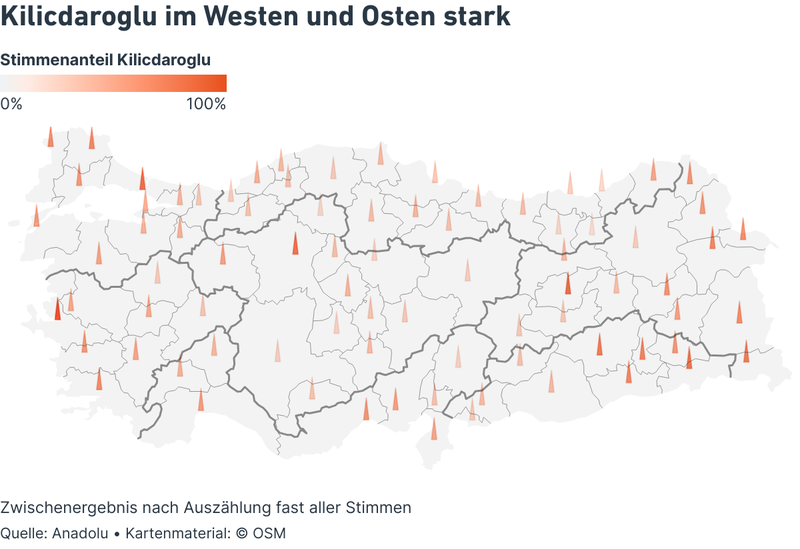 Kilicdaroglu im Westen und Osten stark
Stimmenanteil Kilicdaroglu
0% 100%
Zwischenergebnis nach Auszählung fast aller Stimmen
Quelle: Anadolu • Kartenmaterial: © OSM